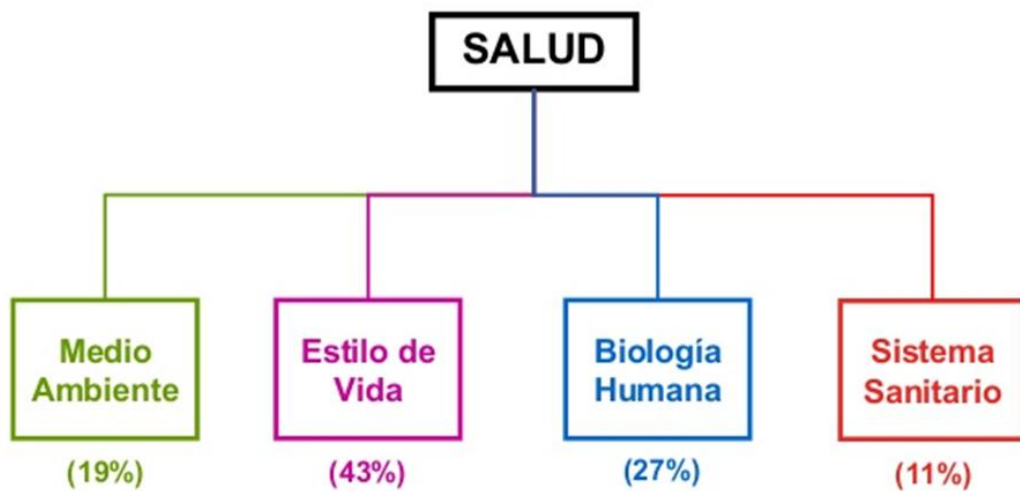 SALUD
Medio
Ambiente
(19%)
Estilo de
Vida
(43%)
Biología
Humana
(27%)
Sistema
Sanitario
(11%)